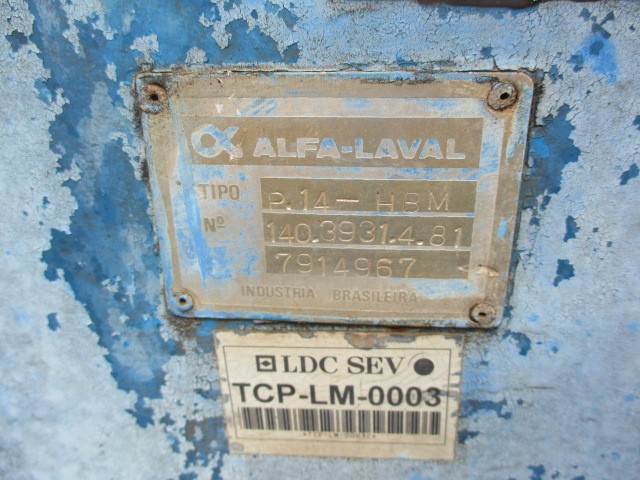 ALFA-LAVAL
TIPO P.14-HBM
Nº 140.3931.4.81
7914967
INDUSTRIA BRASILEIRA
LDC SEV
TCP-LM-0003